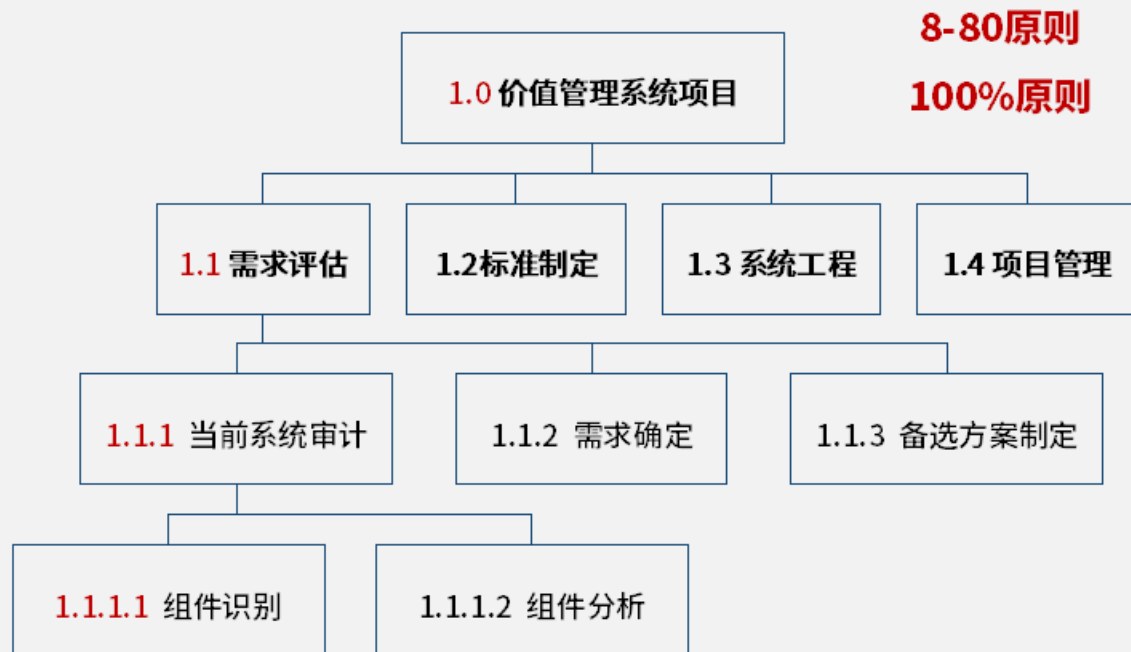 8-80原则
100%原则
1.0 价值管理系统项目
1.1 需求评估
1.2标准制定
1.3 系统工程
1.4 项目管理
1.1.1 当前系统审计
1.1.2 需求确定
1.1.3 备选方案制定
1.1.1.1 组件识别
1.1.1.2 组件分析